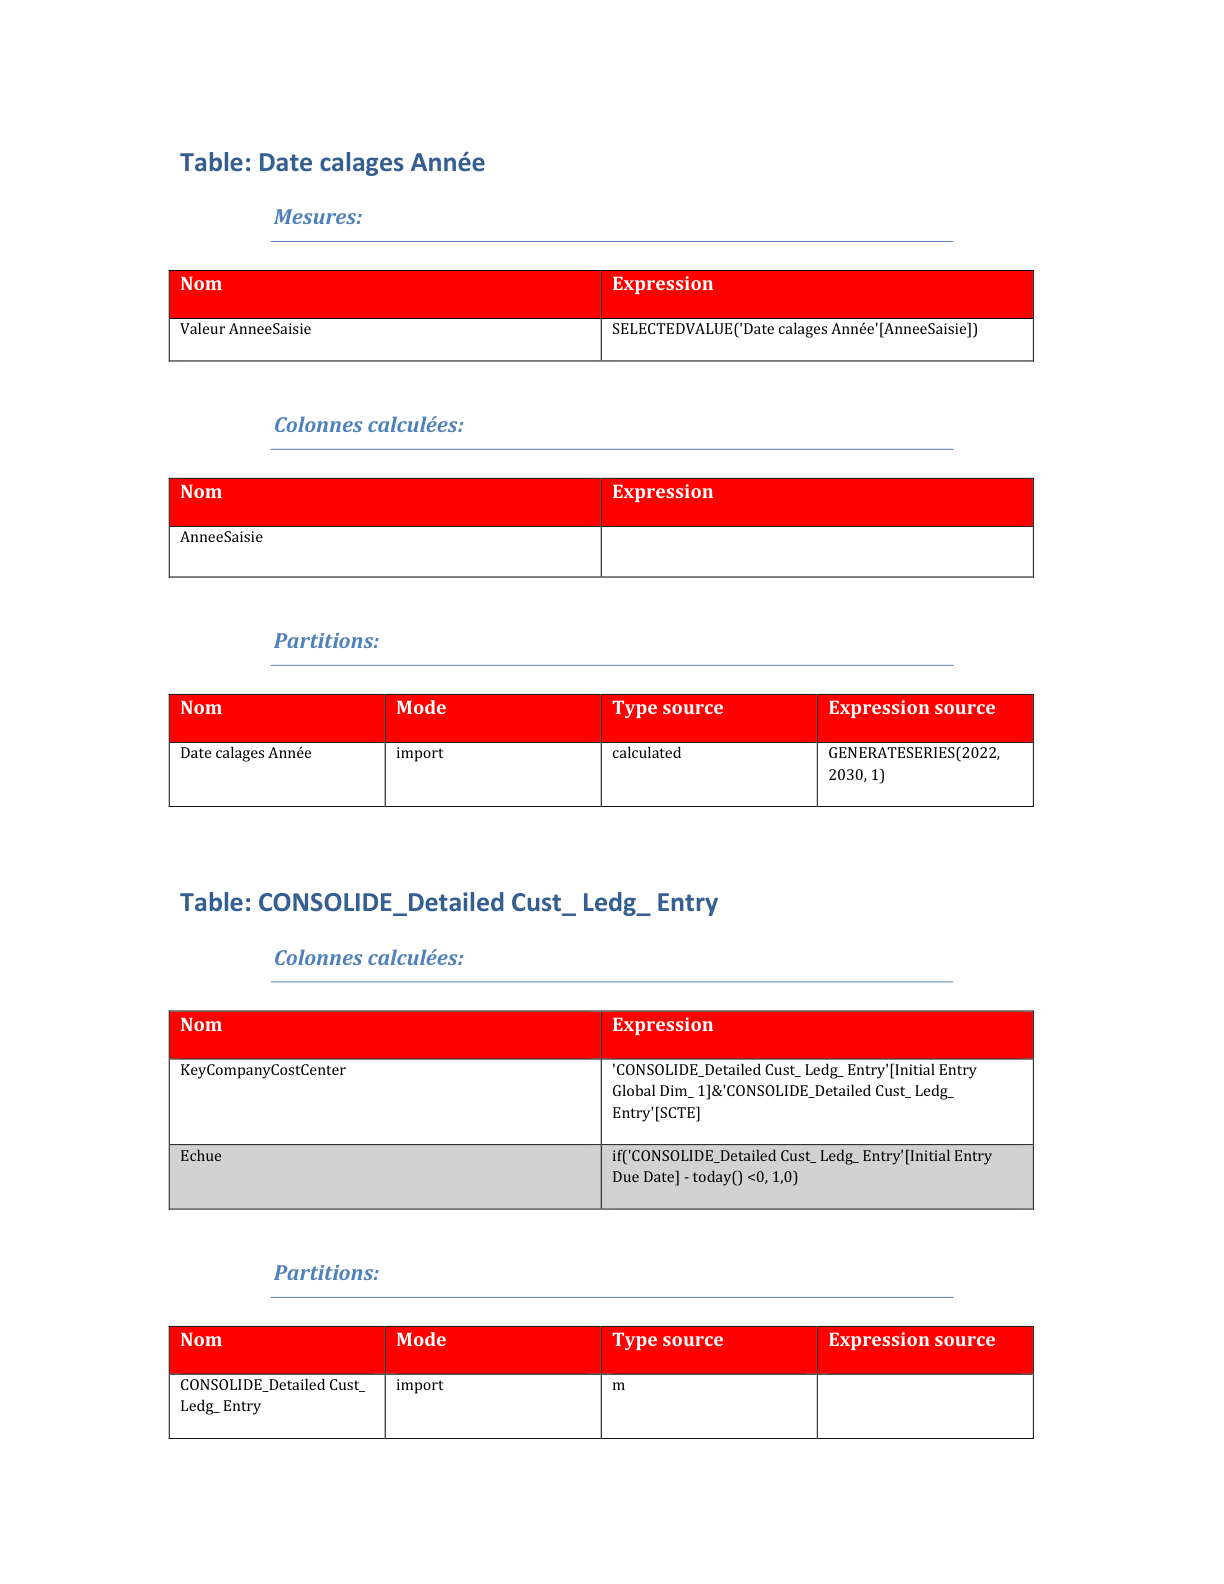 Table: Date calages Année
Mesures:
Nom Expression
Valeur AnneeSaisie SELECTEDVALUE('Date calages Année'[AnneeSaisie])
Colonnes calculées:
Nom Expression
AnneeSaisie
Partitions:
Nom Mode Type source Expression source
Date calages Année import calculated GENERATESERIES(2022,
2030, 1)
Table: CONSOLIDE_Detailed Cust_ Ledg_ Entry
Colonnes calculées:
Nom Expression
KeyCompanyCostCenter 'CONSOLIDE_Detailed Cust_ Ledg_ Entry'[Initial Entry
Global Dim_ 1]&'CONSOLIDE_Detailed Cust_ Ledg_
Entry'[SCTE]
Echue if('CONSOLIDE_Detailed Cust_ Ledg_ Entry'[Initial Entry
Due Date] - today() <0, 1,0)
Partitions:
Nom Mode Type source Expression source
CONSOLIDE_Detailed Cust_ import m
Ledg_ Entry